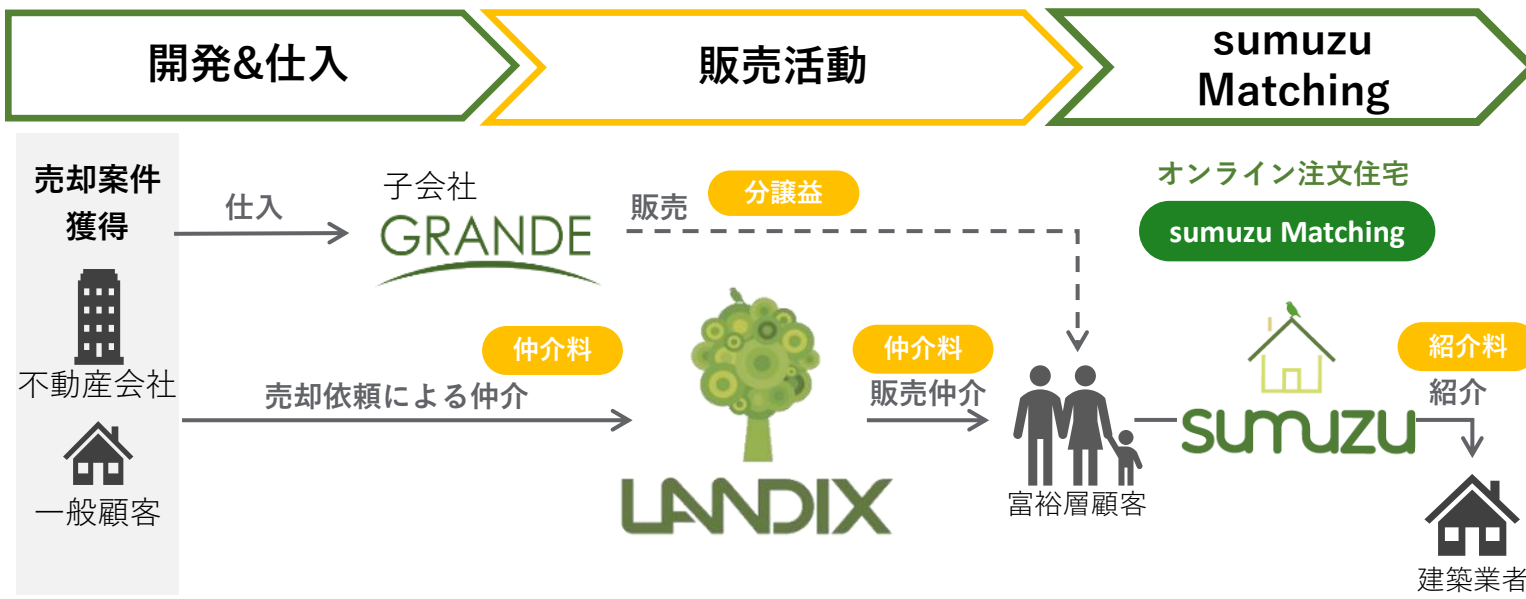 開発&仕入
販売活動
sumuzu
Matching
売却案件
獲得
不動産会社
一般顧客
仕入
子会社
GRANDE
販売
分譲益
仲介料
売却依頼による仲介
LANDIX
仲介料
販売仲介
富裕層顧客
オンライン注文住宅
sumuzu Matching
sumuzu
紹介料
紹介
建築業者